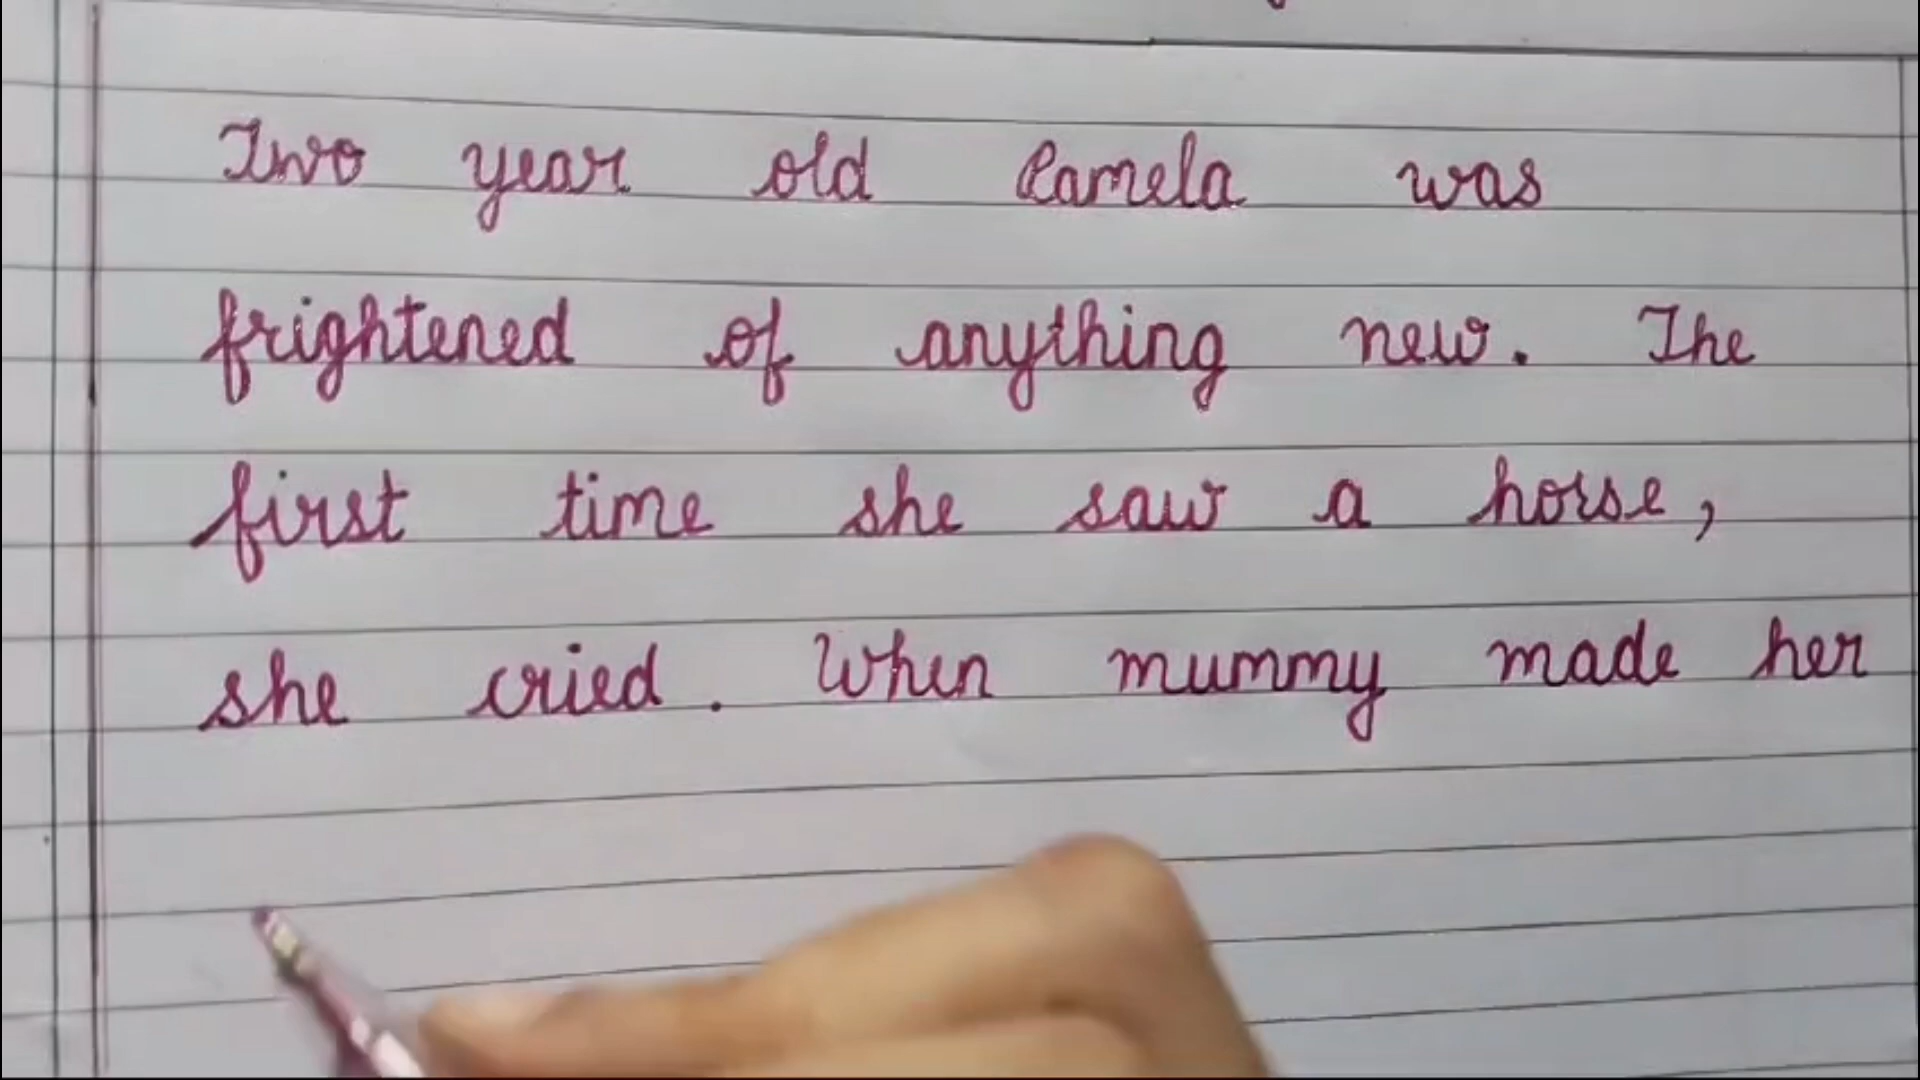 Two year old Pamela was
frightened of anything new. The
first time she saw a horse,
she cried. When mummy made her